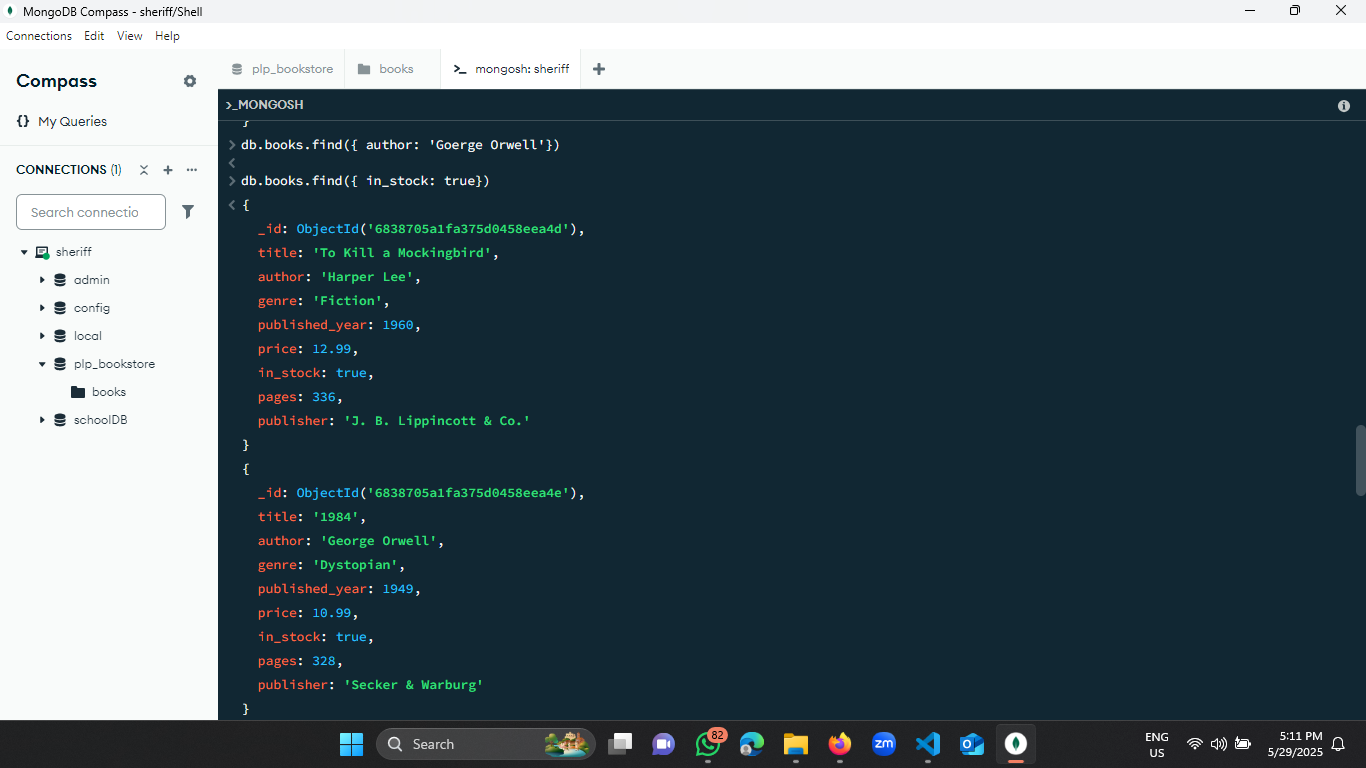 MongoDB Compass - sheriff/Shell
Connections Edit View Help
Compass
{} My Queries
CONNECTIONS (1)
Search connectio
sheriff
admin
config
local
plp_bookstore
books
schoolDB
plp_bookstore
books
>_ mongosh: sheriff
>_MONGOSH
}
> db.books.find({ author: 'Goerge Orwell'})
<
> db.books.find({ in_stock: true})
< {
_id: ObjectId('6838705a1fa375d0458eea4d'),
title: 'To Kill a Mockingbird',
author: 'Harper Lee',
genre: 'Fiction',
published_year: 1960,
price: 12.99,
in_stock: true,
pages: 336,
publisher: 'J. B. Lippincott & Co.'
}
{
_id: ObjectId('6838705a1fa375d0458eea4e'),
title: '1984',
author: 'George Orwell',
genre: 'Dystopian',
published_year: 1949,
price: 10.99,
in_stock: true,
pages: 328,
publisher: 'Secker & Warburg'
}
Search
82
zm
ENG
US
5:11 PM
5/29/2025